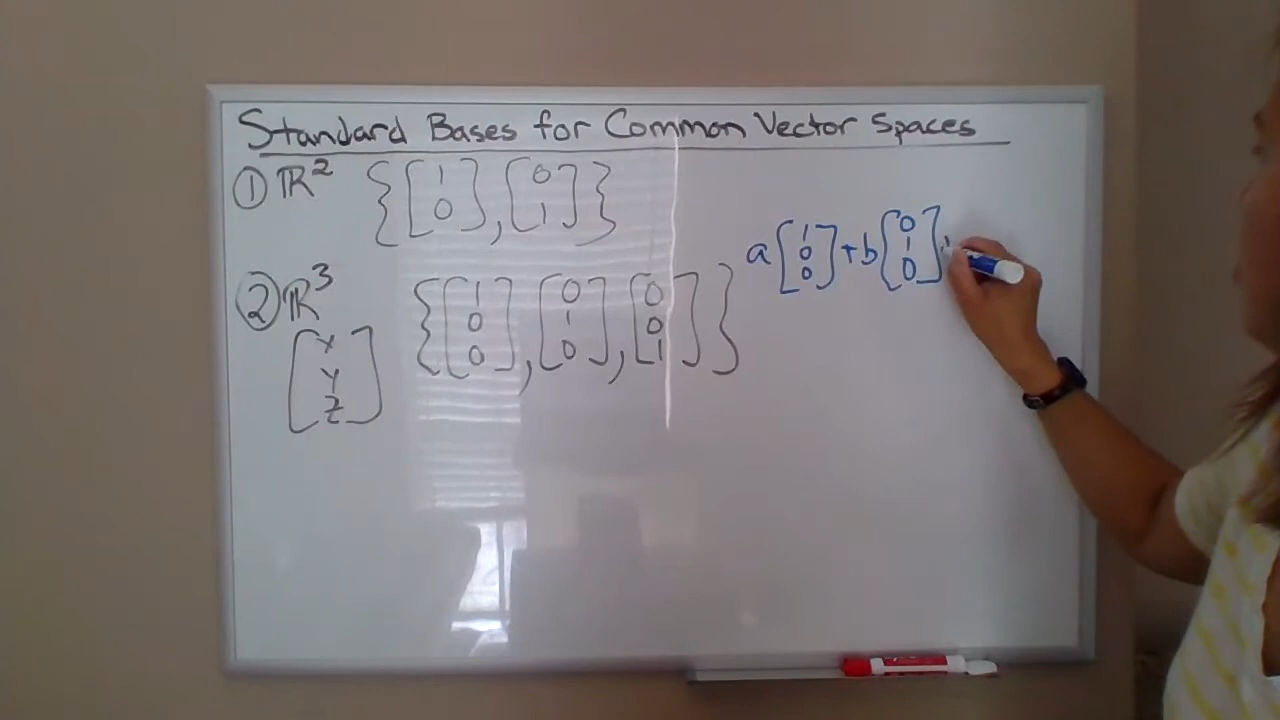 Standard Bases for Common Vector Spaces
① ℝ² {[1 0], [0 1]}
② ℝ³ {[1 0 0], [0 1 0], [0 0 1]}
[x y z]
a[1 0 0] + b[0 1 0]